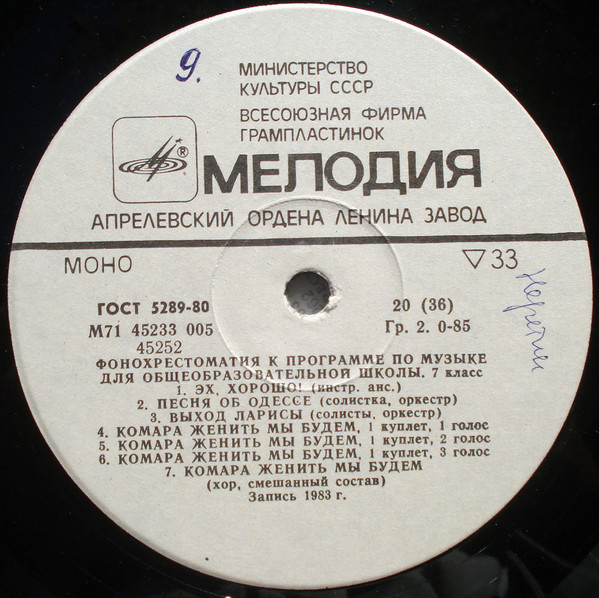 9.
МИНИСТЕРСТВО
КУЛЬТУРЫ СССР
ВСЕСОЮЗНАЯ ФИРМА
ГРАМПЛАСТИНОК
МЕЛОДИЯ
АПРЕЛЕВСКИЙ ОРДЕНА ЛЕНИНА ЗАВОД
МОНО ▽ 33
ГОСТ 5289-80 20 (36)
М71 45233 005 Гр. 2. 0-85
45252
ФОНОХРЕСТОМАТИЯ К ПРОГРАММЕ ПО МУЗЫКЕ
ДЛЯ ОБЩЕОБРАЗОВАТЕЛЬНОЙ ШКОЛЫ. 7 класс
1. ЭХ, ХОРОШО! (инстр. анс.)
2. ПЕСНЯ ОБ ОДЕССЕ (солистка, оркестр)
3. ВЫХОД ЛАРИСЫ (солисты, оркестр)
4. КОМАРА ЖЕНИТЬ МЫ БУДЕМ, 1 куплет, 1 голос
5. КОМАРА ЖЕНИТЬ МЫ БУДЕМ, 1 куплет, 2 голос
6. КОМАРА ЖЕНИТЬ МЫ БУДЕМ, 1 куплет, 3 голос
7. КОМАРА ЖЕНИТЬ МЫ БУДЕМ
(хор, смешанный состав)
Запись 1983 г.